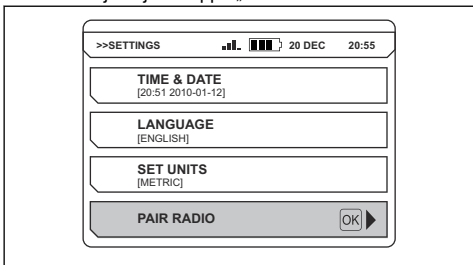 >>SETTINGS 20 DEC 20:55
TIME & DATE
[20:51 2010-01-12]
LANGUAGE
[ENGLISH]
SET UNITS
[METRIC]
PAIR RADIO OK